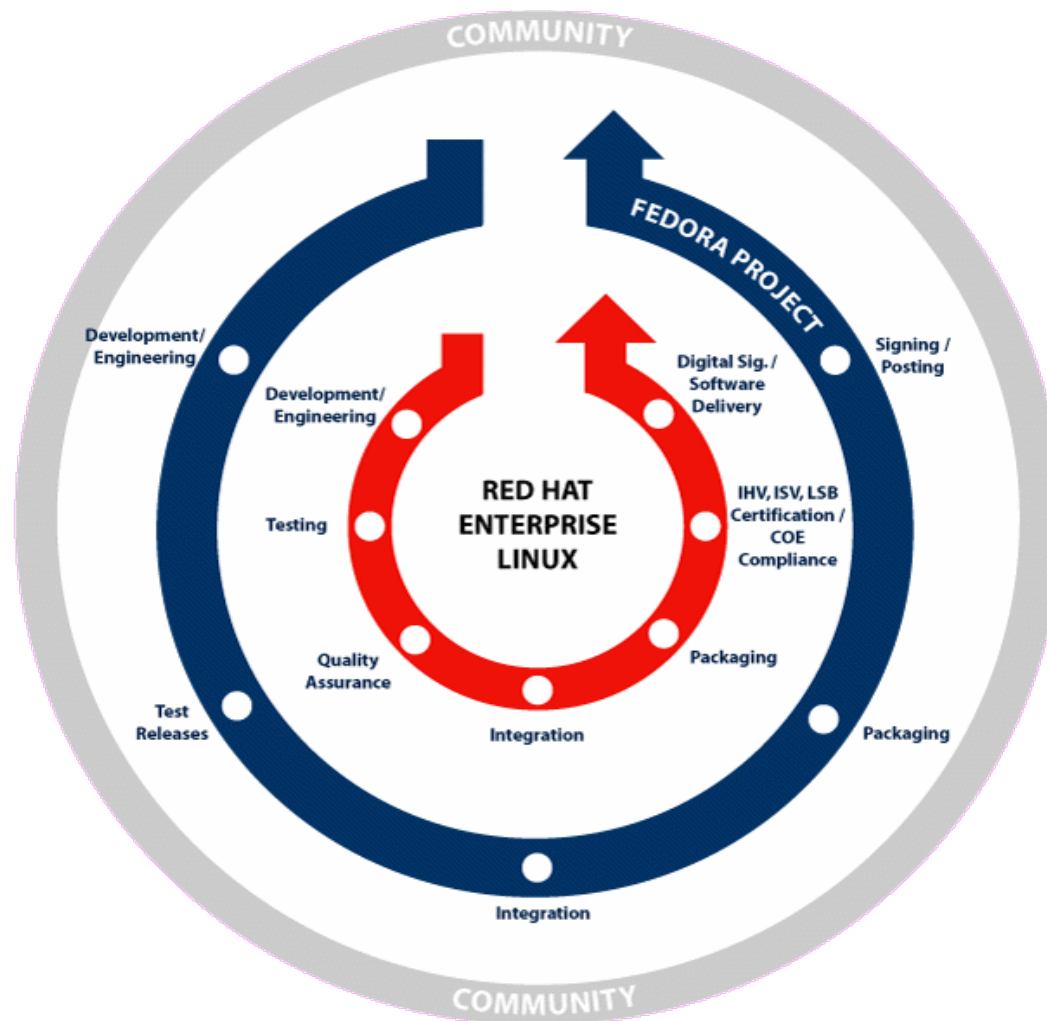 COMMUNITY
FEDORA PROJECT
Development/
Engineering
Signing /
Posting
Development/
Engineering
Digital Sig./
Software
Delivery
RED HAT
ENTERPRISE
LINUX
Testing
IHV, ISV, LSB
Certification /
COE
Compliance
Quality
Assurance
Packaging
Integration
Test
Releases
Packaging
Integration
COMMUNITY